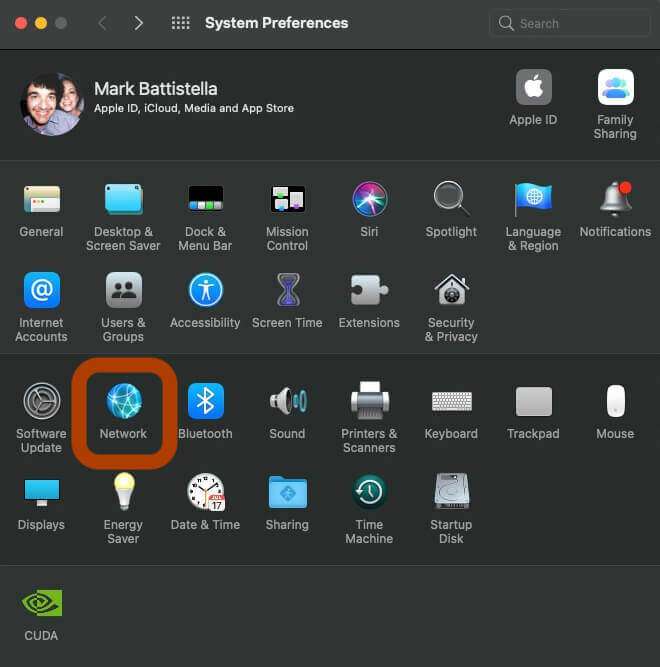 System Preferences
Search
Mark Battistella
Apple ID, iCloud, Media and App Store
Apple ID
Family
Sharing
General
Desktop &
Screen Saver
Dock &
Menu Bar
Mission
Control
Siri
Spotlight
Language
& Region
Notifications
Internet
Accounts
Users &
Groups
Accessibility
Screen Time
Extensions
Security
& Privacy
Software
Update
Network
Bluetooth
Sound
Printers &
Scanners
Keyboard
Trackpad
Mouse
Displays
Energy
Saver
JUL
17
Date & Time
Sharing
Time
Machine
Startup
Disk
CUDA